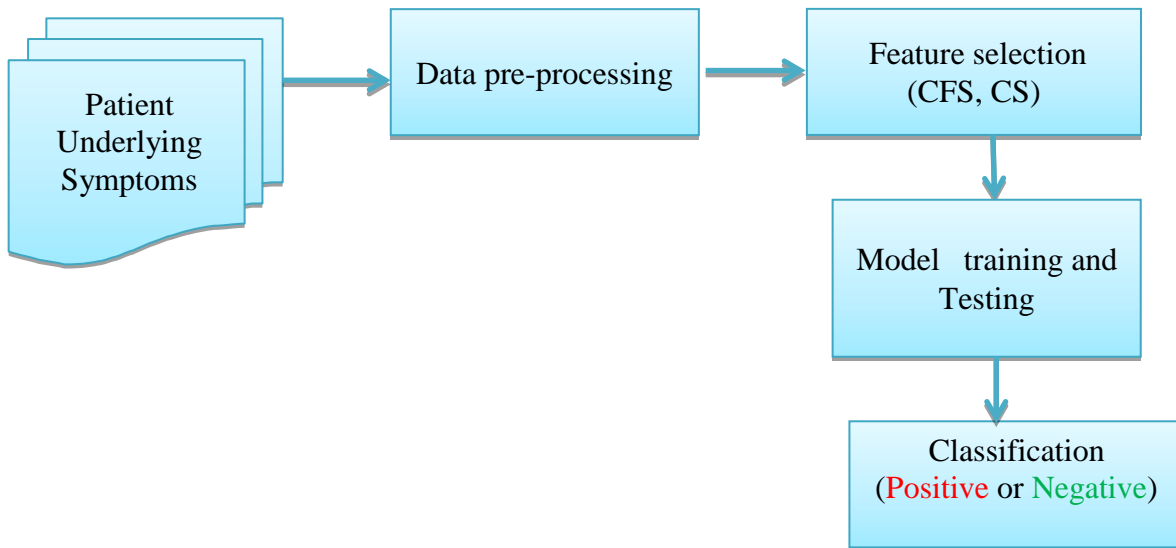 Patient
Underlying
Symptoms
Data pre-processing
Feature selection
(CFS, CS)
Model training and
Testing
Classification
(Positive or Negative)